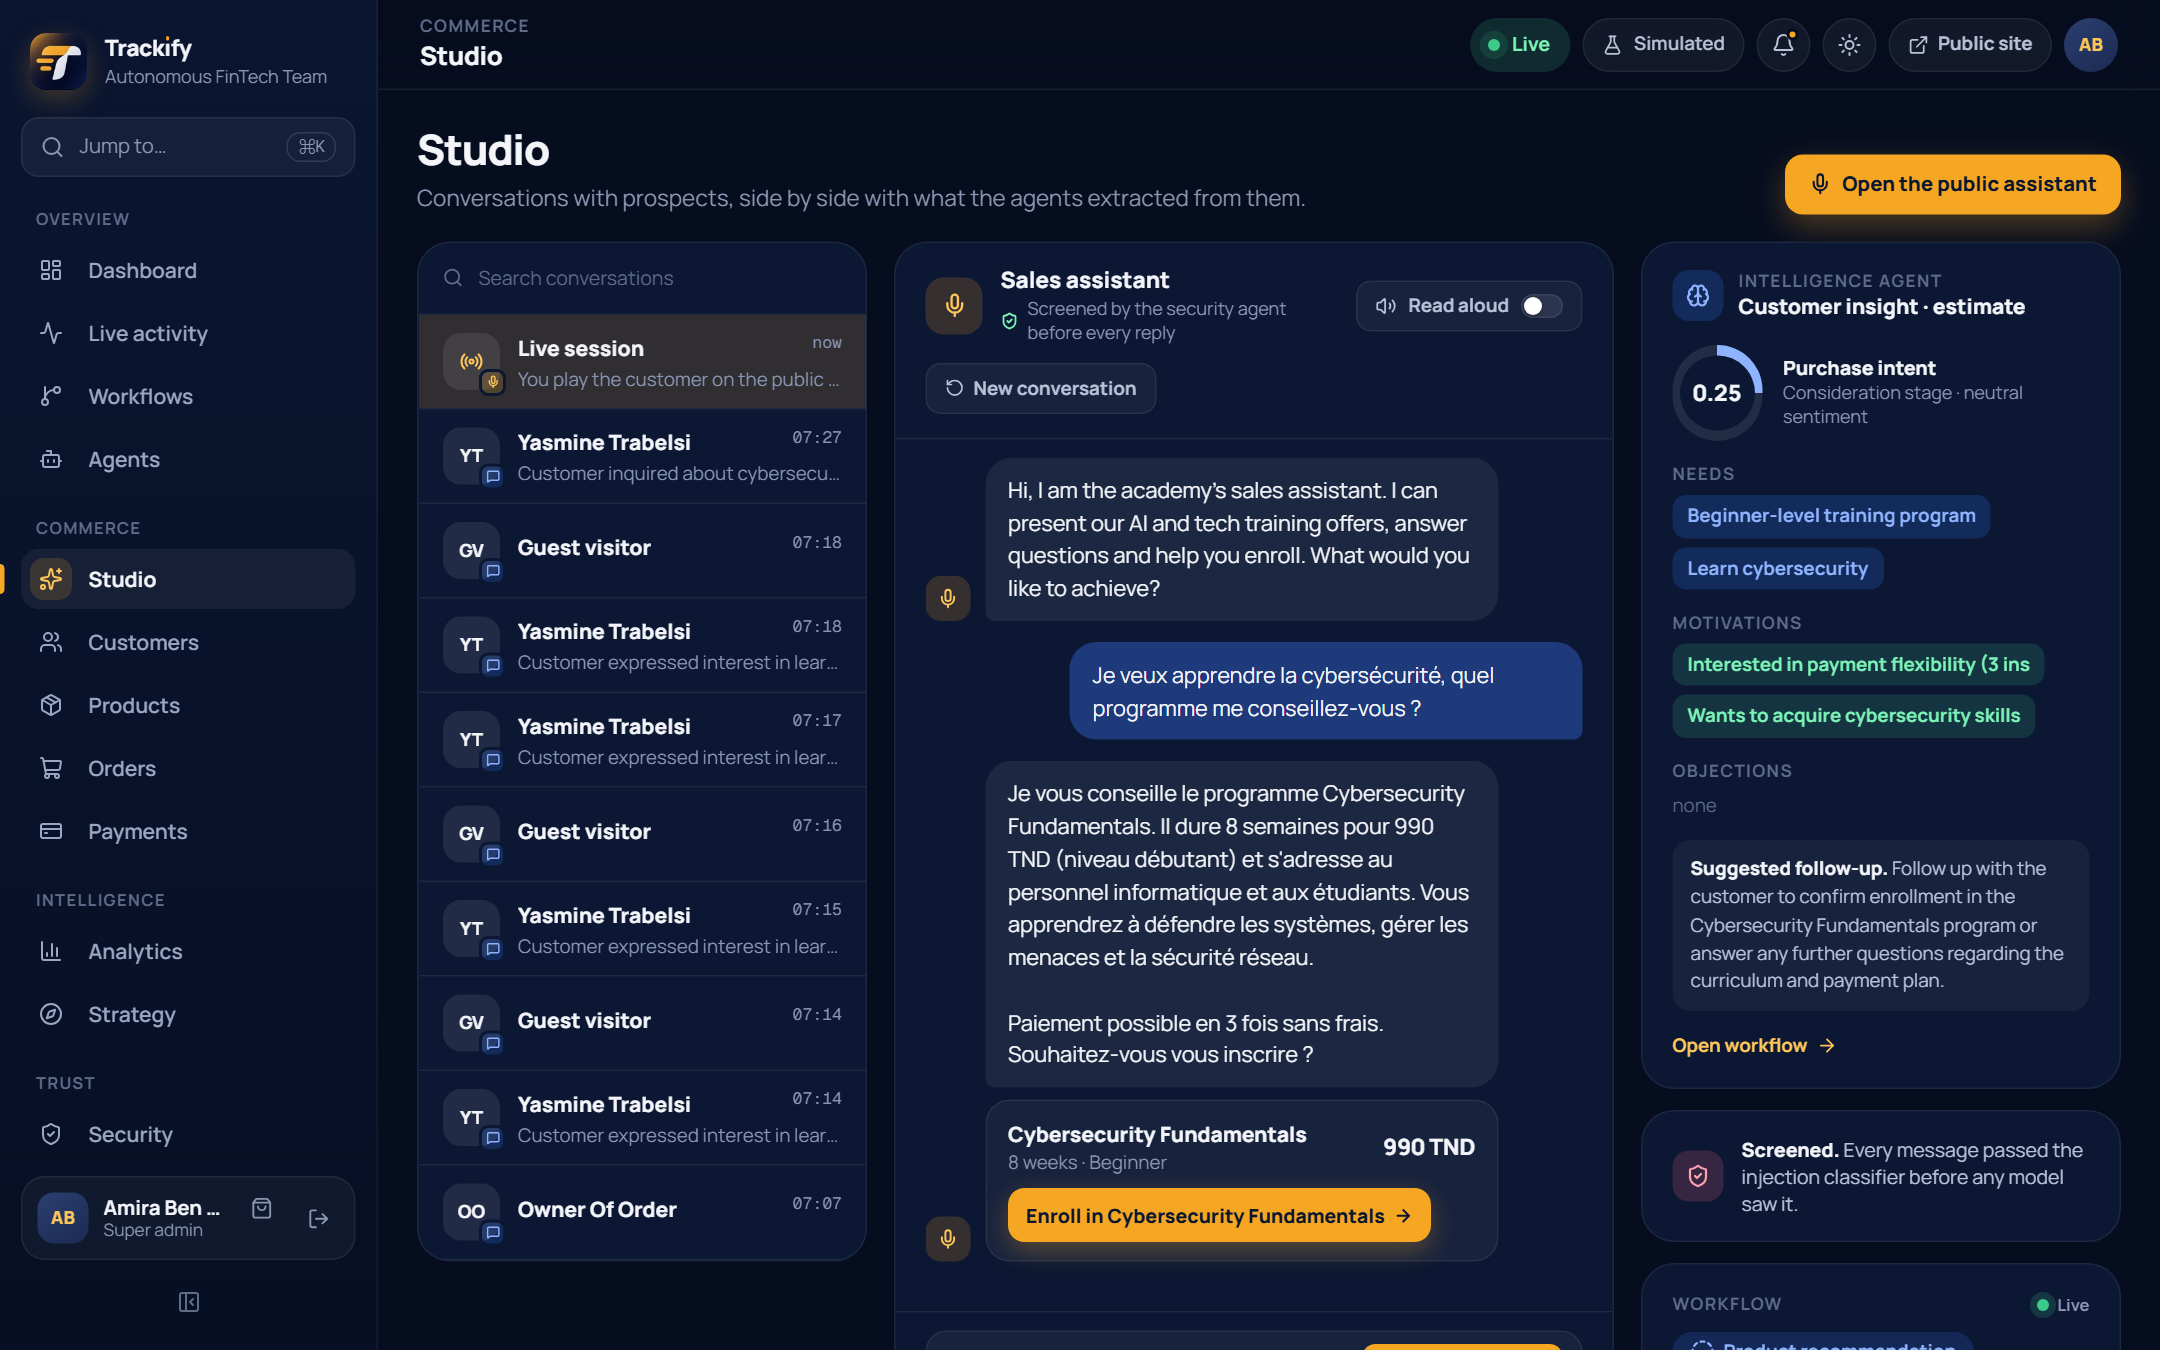 Trackify
Autonomous FinTech Team
Jump to...
⌘K
OVERVIEW
Dashboard
Live activity
Workflows
Agents
COMMERCE
Studio
Customers
Products
Orders
Payments
INTELLIGENCE
Analytics
Strategy
TRUST
Security
AB
Amira Ben ...
Super admin
COMMERCE
Studio
Live
Simulated
Public site
AB
Studio
Conversations with prospects, side by side with what the agents extracted from them.
Open the public assistant
Search conversations
Live session
now
You play the customer on the public ...
YT
Yasmine Trabelsi
07:27
Customer inquired about cybersecu...
GV
Guest visitor
07:18
YT
Yasmine Trabelsi
07:18
Customer expressed interest in lear...
YT
Yasmine Trabelsi
07:17
Customer expressed interest in lear...
GV
Guest visitor
07:16
YT
Yasmine Trabelsi
07:15
Customer expressed interest in lear...
GV
Guest visitor
07:14
YT
Yasmine Trabelsi
07:14
Customer expressed interest in lear...
OO
Owner Of Order
07:07
Sales assistant
Screened by the security agent
before every reply
Read aloud
New conversation
Hi, I am the academy's sales assistant. I can
present our AI and tech training offers, answer
questions and help you enroll. What would you
like to achieve?
Je veux apprendre la cybersécurité, quel
programme me conseillez-vous ?
Je vous conseille le programme Cybersecurity
Fundamentals. Il dure 8 semaines pour 990
TND (niveau débutant) et s'adresse au
personnel informatique et aux étudiants. Vous
apprendrez à défendre les systèmes, gérer les
menaces et la sécurité réseau.
Paiement possible en 3 fois sans frais.
Souhaitez-vous vous inscrire ?
Cybersecurity Fundamentals
8 weeks · Beginner
990 TND
Enroll in Cybersecurity Fundamentals →
INTELLIGENCE AGENT
Customer insight · estimate
0.25
Purchase intent
Consideration stage · neutral
sentiment
NEEDS
Beginner-level training program
Learn cybersecurity
MOTIVATIONS
Interested in payment flexibility (3 ins
Wants to acquire cybersecurity skills
OBJECTIONS
none
Suggested follow-up. Follow up with the
customer to confirm enrollment in the
Cybersecurity Fundamentals program or
answer any further questions regarding the
curriculum and payment plan.
Open workflow →
Screened. Every message passed the
injection classifier before any model
saw it.
WORKFLOW
Live
Product recommendation